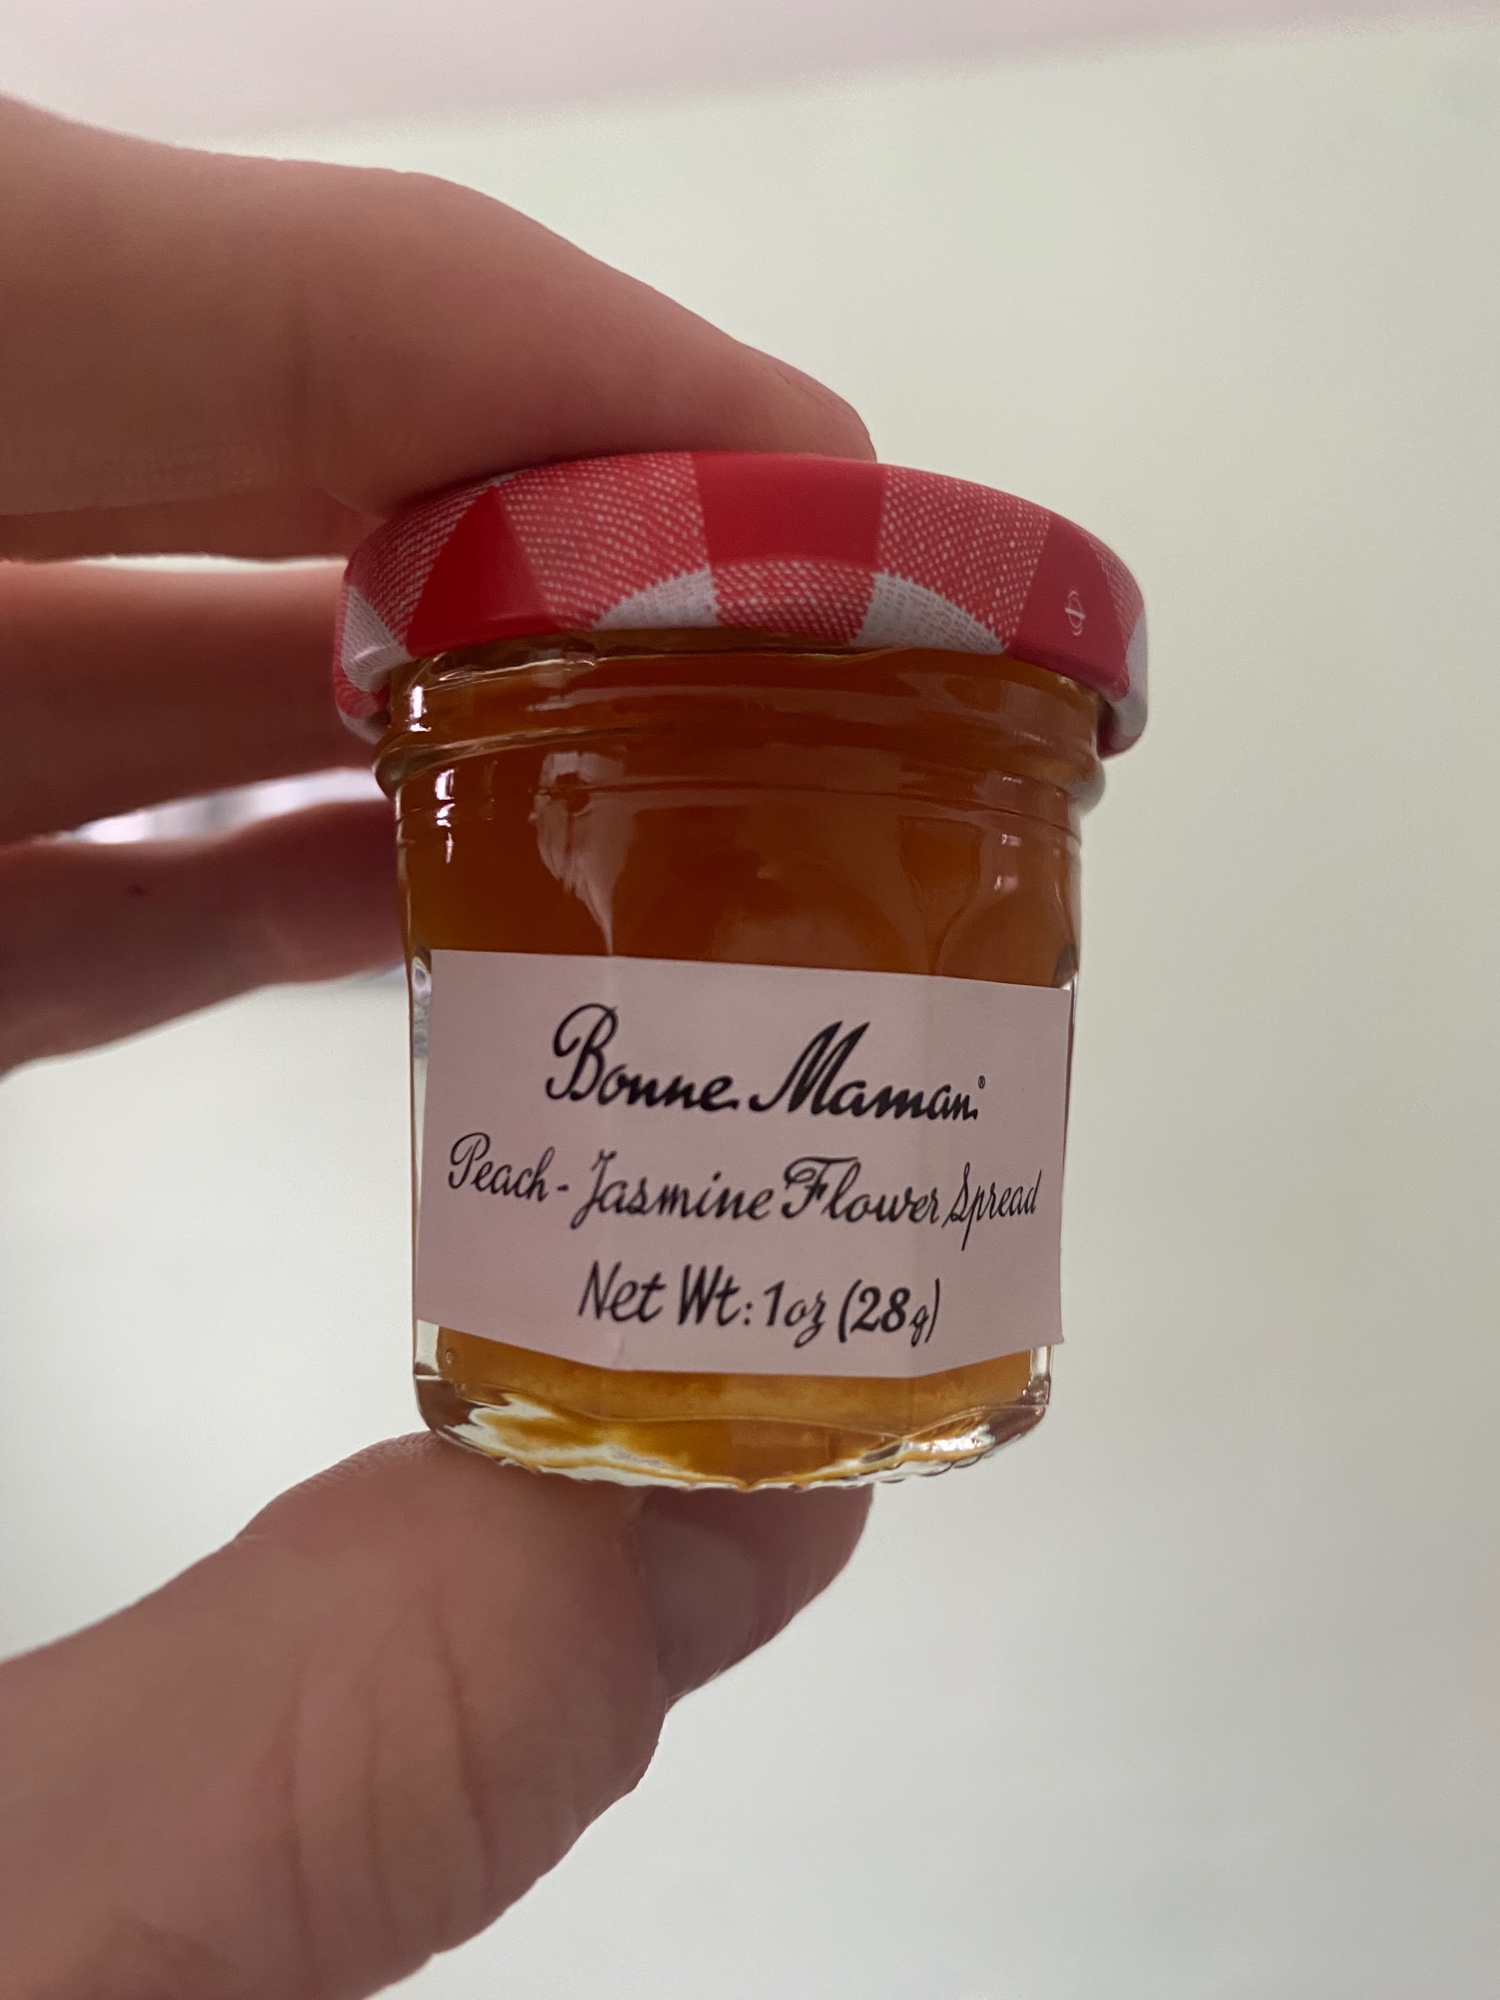 Bonne Maman®
Peach-Jasmine Flower Spread
Net Wt: 1oz (28g)